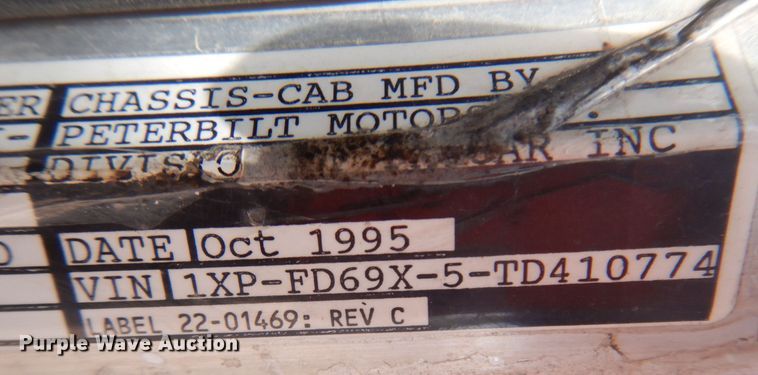 ER CHASSIS-CAB MFD BY
PETERBILT MOTORS
INC
DATE Oct 1995
VIN 1XP-FD69X-5-TD410774
LABEL 22-01469: REV C
Purple Wave Auction